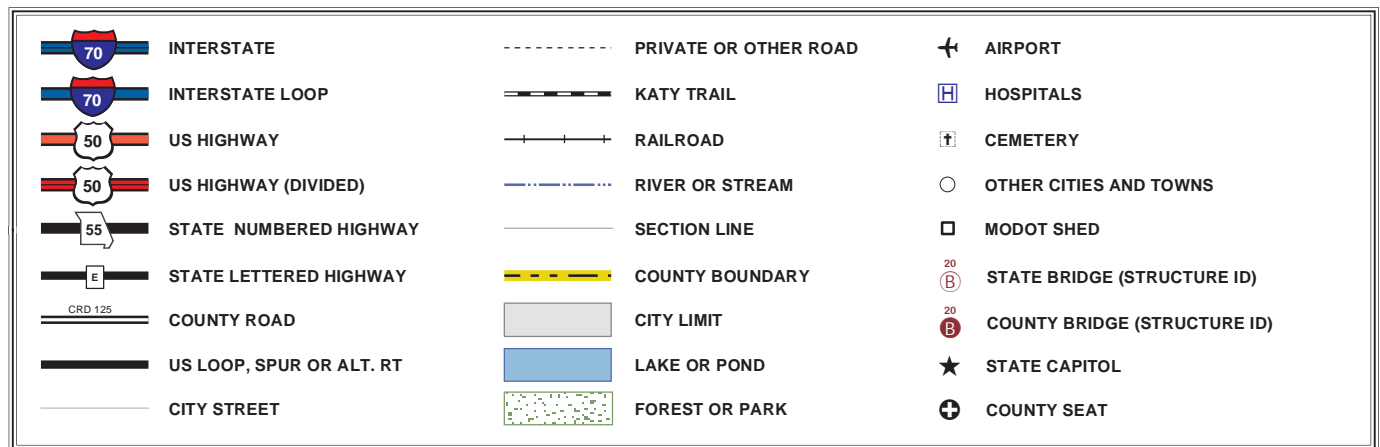 70 INTERSTATE
70 INTERSTATE LOOP
50 US HIGHWAY
50 US HIGHWAY (DIVIDED)
55 STATE NUMBERED HIGHWAY
E STATE LETTERED HIGHWAY
CRD 125
COUNTY ROAD
US LOOP, SPUR OR ALT. RT
CITY STREET
PRIVATE OR OTHER ROAD
KATY TRAIL
RAILROAD
RIVER OR STREAM
SECTION LINE
COUNTY BOUNDARY
CITY LIMIT
LAKE OR POND
FOREST OR PARK
AIRPORT
H HOSPITALS
CEMETERY
OTHER CITIES AND TOWNS
MODOT SHED
20
B STATE BRIDGE (STRUCTURE ID)
20
B COUNTY BRIDGE (STRUCTURE ID)
STATE CAPITOL
COUNTY SEAT